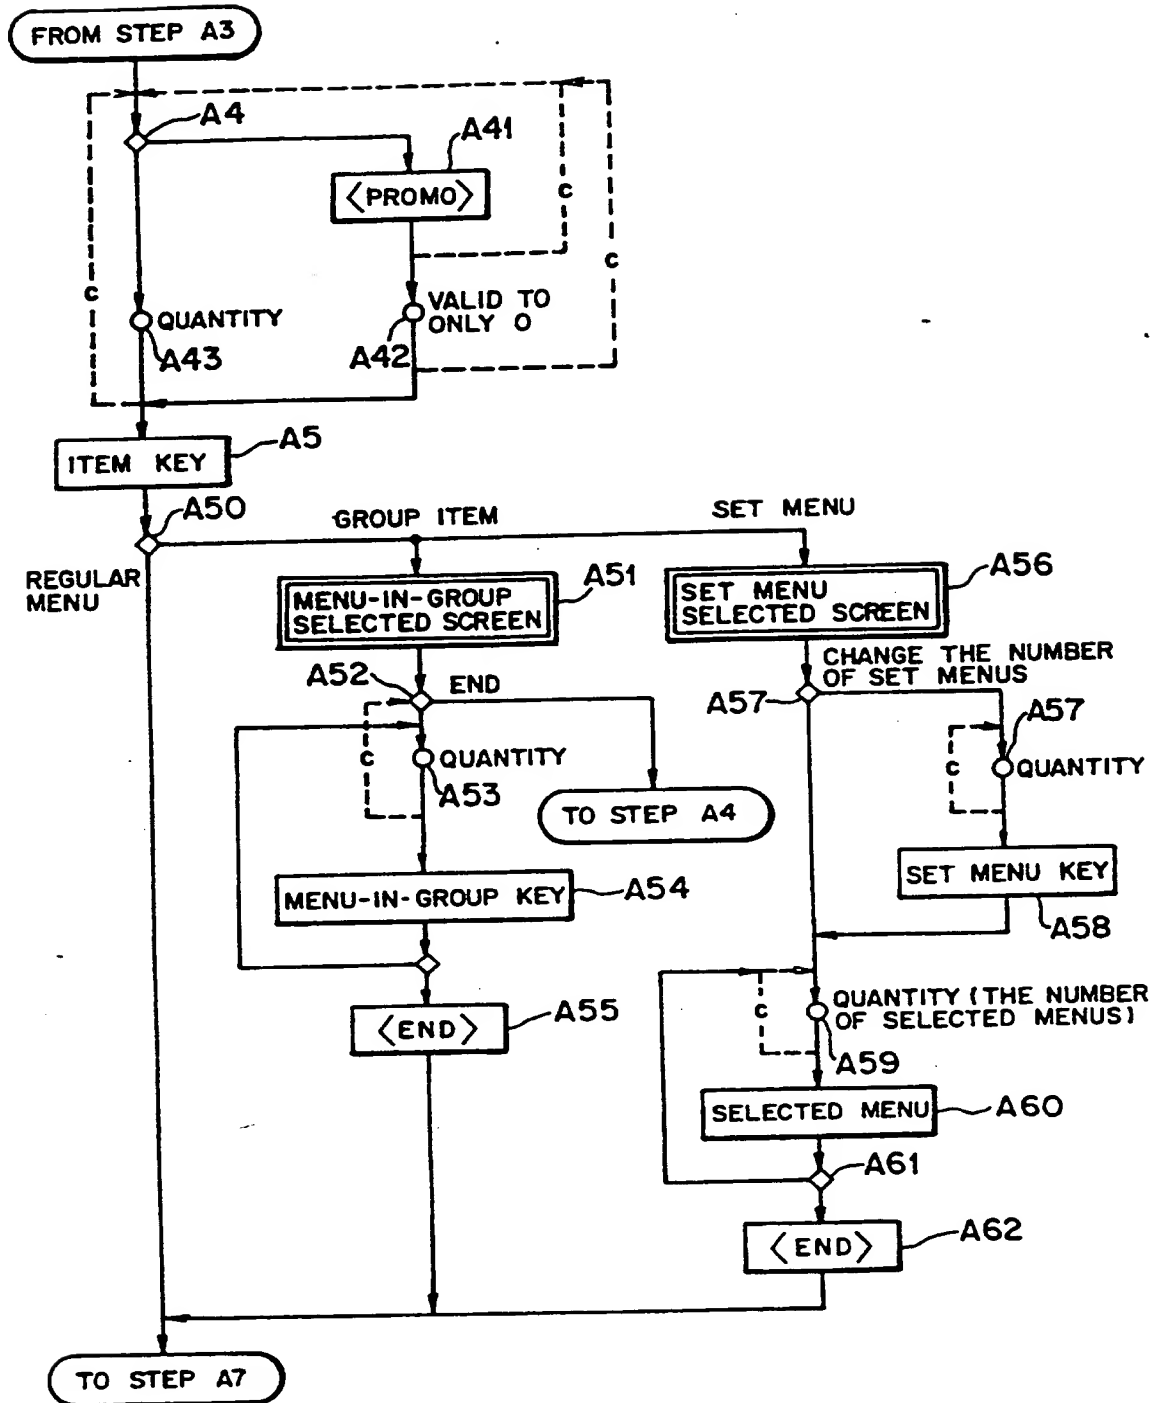 FROM STEP A3
A4
A41
<PROMO>
c
c
c
QUANTITY
A43
VALID TO
ONLY 0
A42
ITEM KEY
A5
A50
REGULAR
MENU
GROUP ITEM
SET MENU
MENU-IN-GROUP
SELECTED SCREEN
A51
SET MENU
SELECTED SCREEN
A56
A52
END
c
QUANTITY
A53
TO STEP A4
CHANGE THE NUMBER
OF SET MENUS
A57
A57
c
QUANTITY
MENU-IN-GROUP KEY
A54
SET MENU KEY
A58
<END>
A55
c
QUANTITY (THE NUMBER
OF SELECTED MENUS)
A59
SELECTED MENU
A60
A61
<END>
A62
TO STEP A7